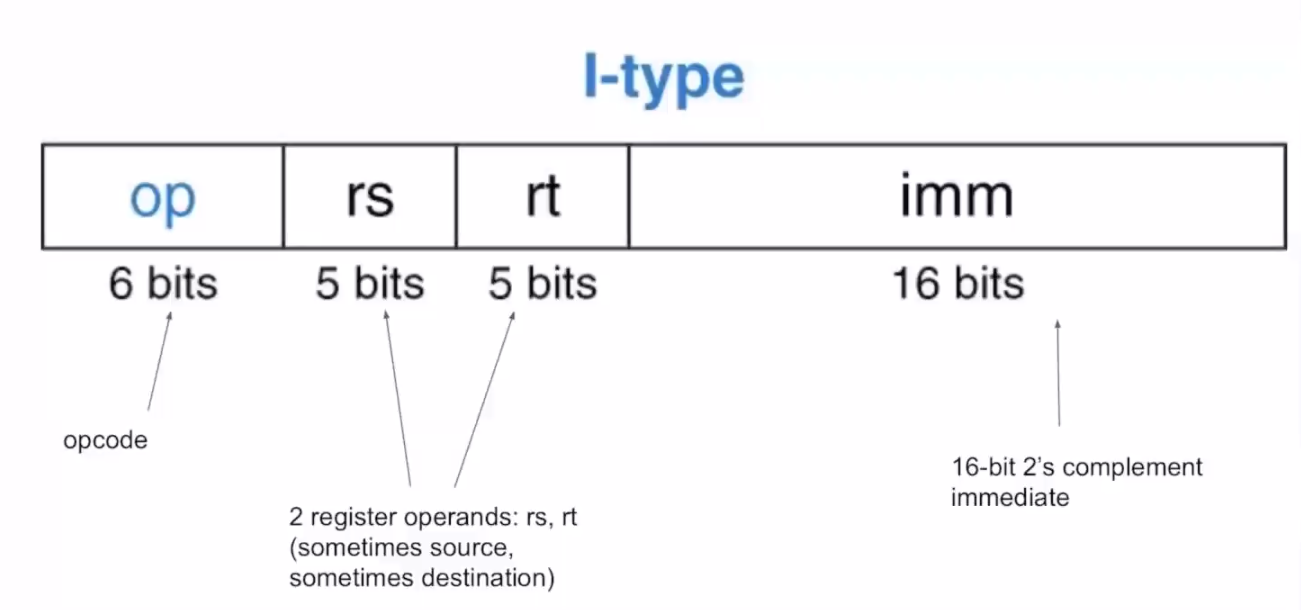 I-type
op rs rt imm
6 bits 5 bits 5 bits 16 bits
opcode
16-bit 2's complement
immediate
2 register operands: rs, rt
(sometimes source,
sometimes destination)